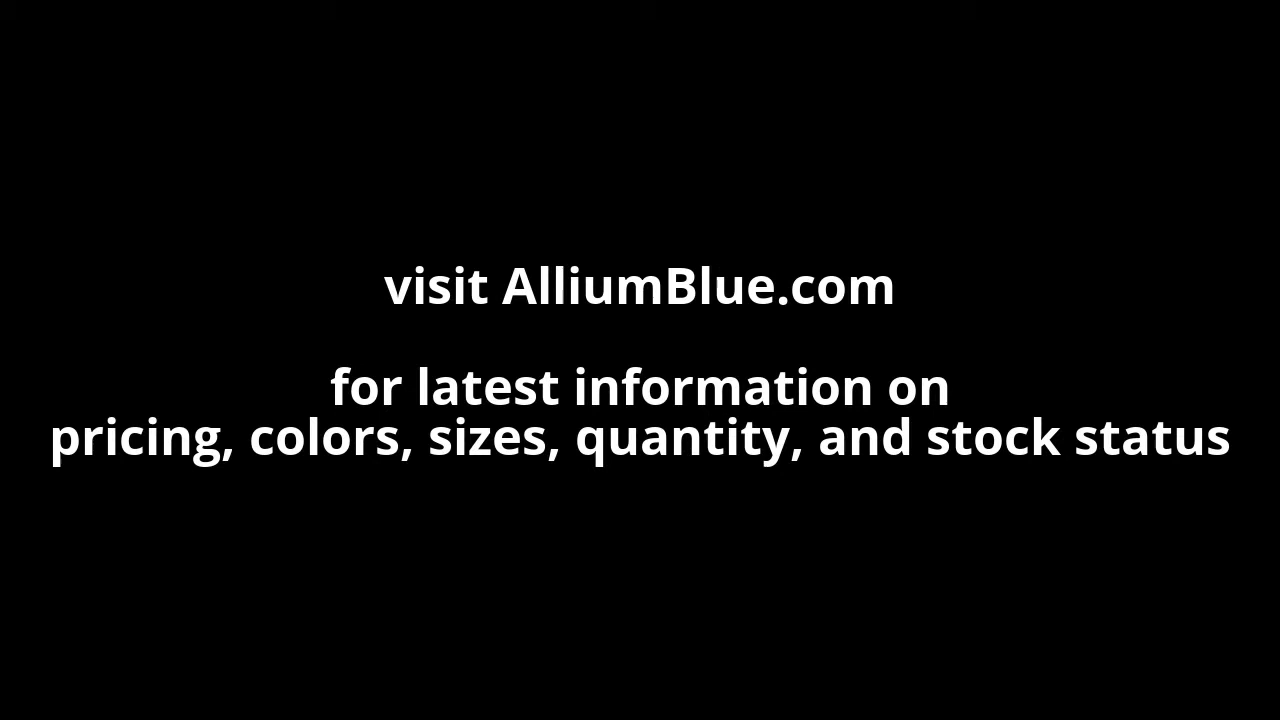 visit AlliumBlue.com
for latest information on
pricing, colors, sizes, quantity, and stock status